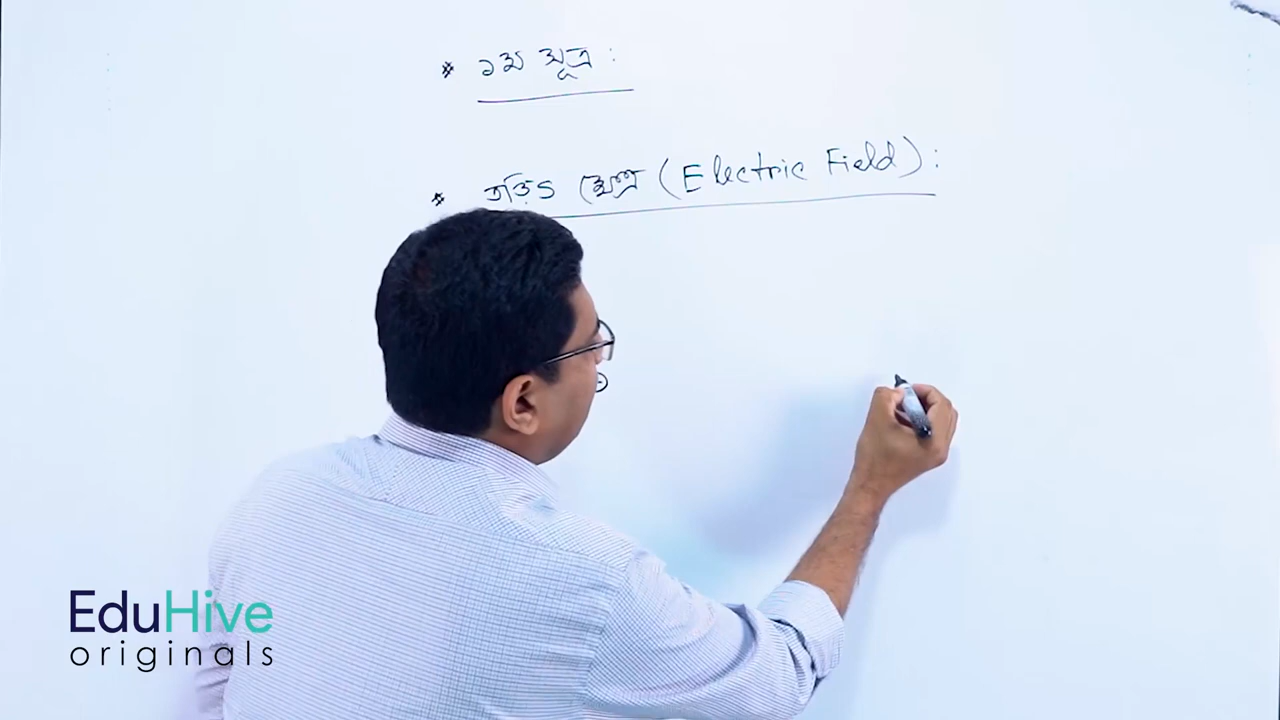 * ১ম সূত্র :
* তড়িৎ ক্ষেত্র (Electric Field) :
EduHive
originals